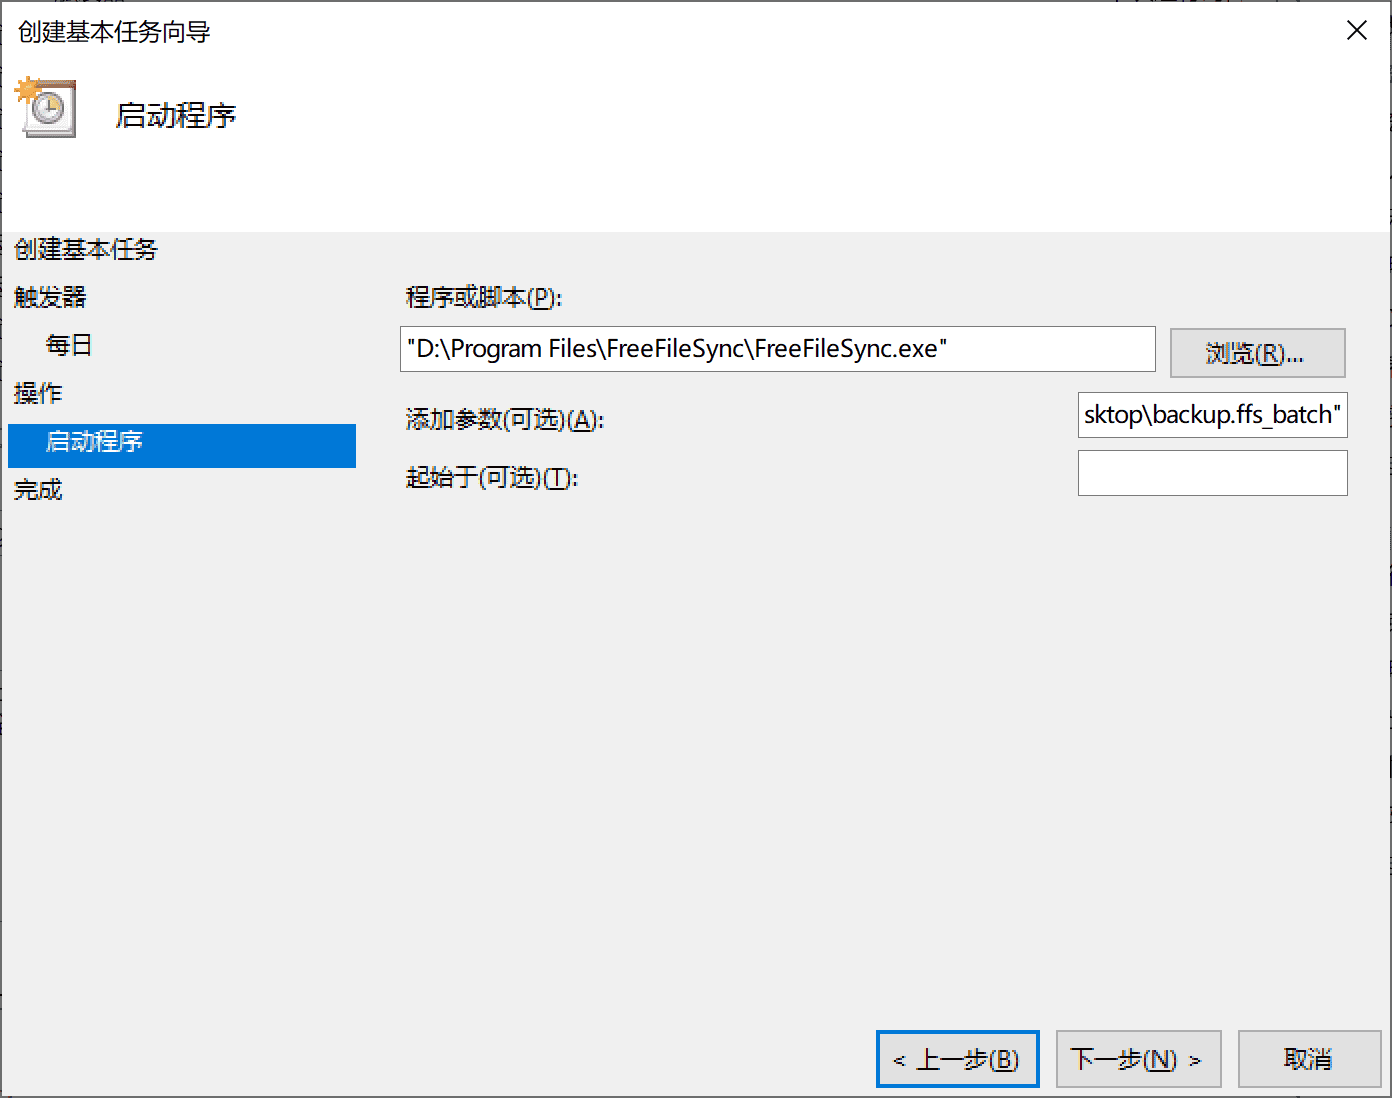 创建基本任务向导
启动程序
创建基本任务
触发器
每日
操作
启动程序
完成
程序或脚本(P):
"D:\Program Files\FreeFileSync\FreeFileSync.exe"
浏览(R)...
添加参数(可选)(A):
sktop\backup.ffs_batch"
起始于(可选)(T):
< 上一步(B)
下一步(N) >
取消